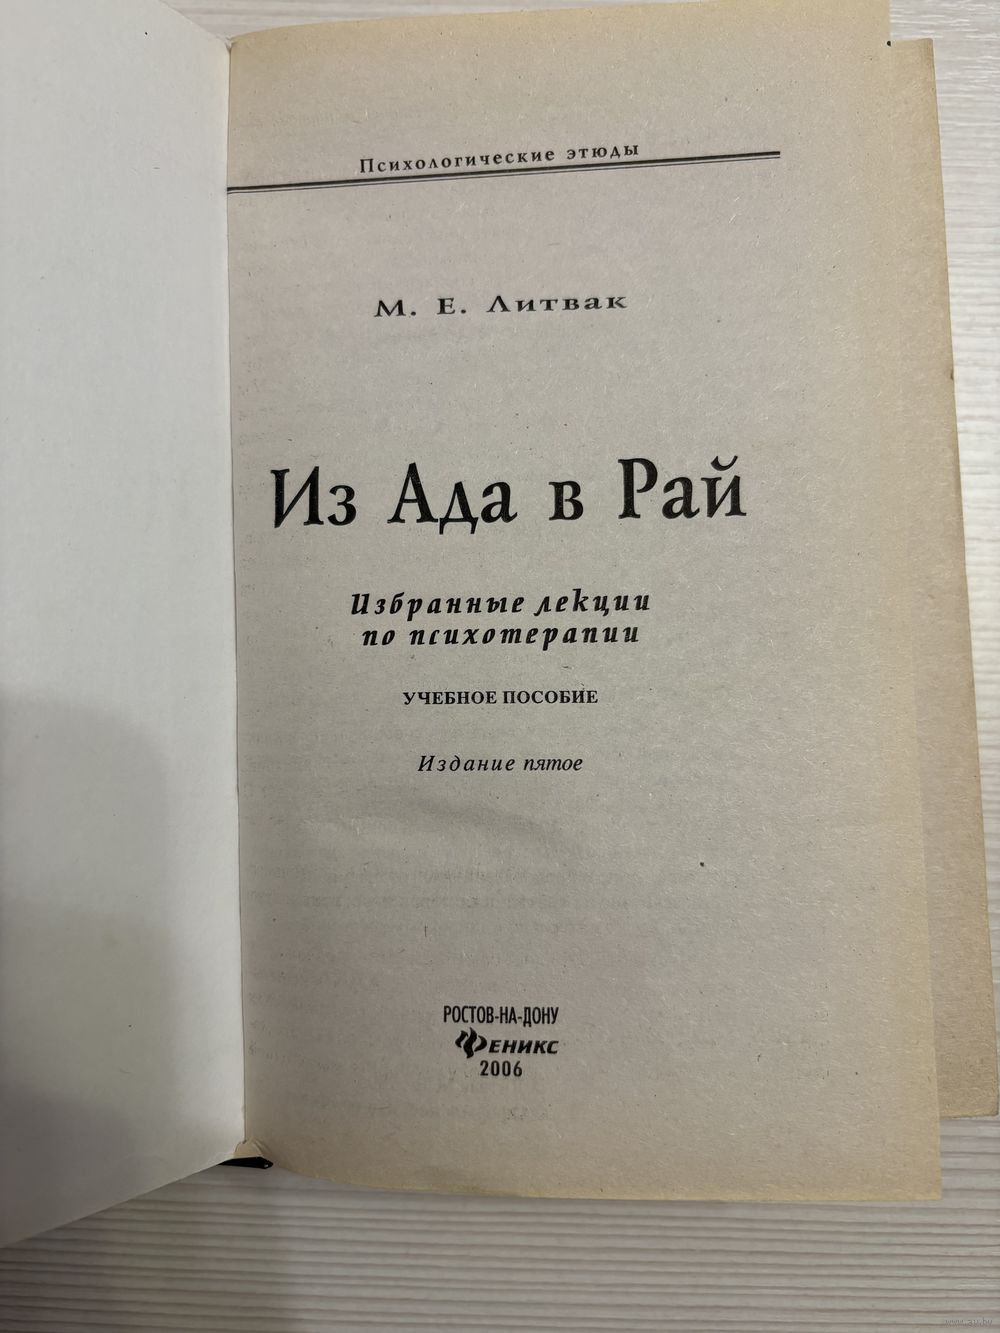 Психологические этюды
М. Е. Литвак
Из Ада в Рай
Избранные лекции
по психотерапии
УЧЕБНОЕ ПОСОБИЕ
Издание пятое
РОСТОВ-НА-ДОНУ
ФЕНИКС
2006